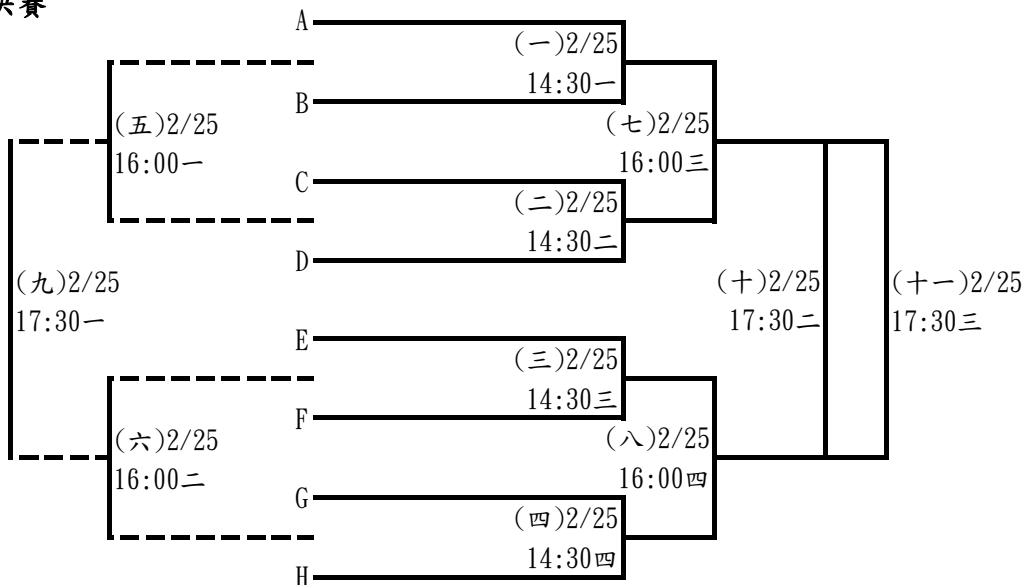 決賽
A
(一)2/25
14:30一
B
(五)2/25
16:00一
(七)2/25
16:00三
C
(二)2/25
14:30二
D
(九)2/25
17:30一
(十)2/25
17:30二
(十一)2/25
17:30三
E
(三)2/25
14:30三
F
(六)2/25
16:00二
(八)2/25
16:00四
G
(四)2/25
14:30四
H